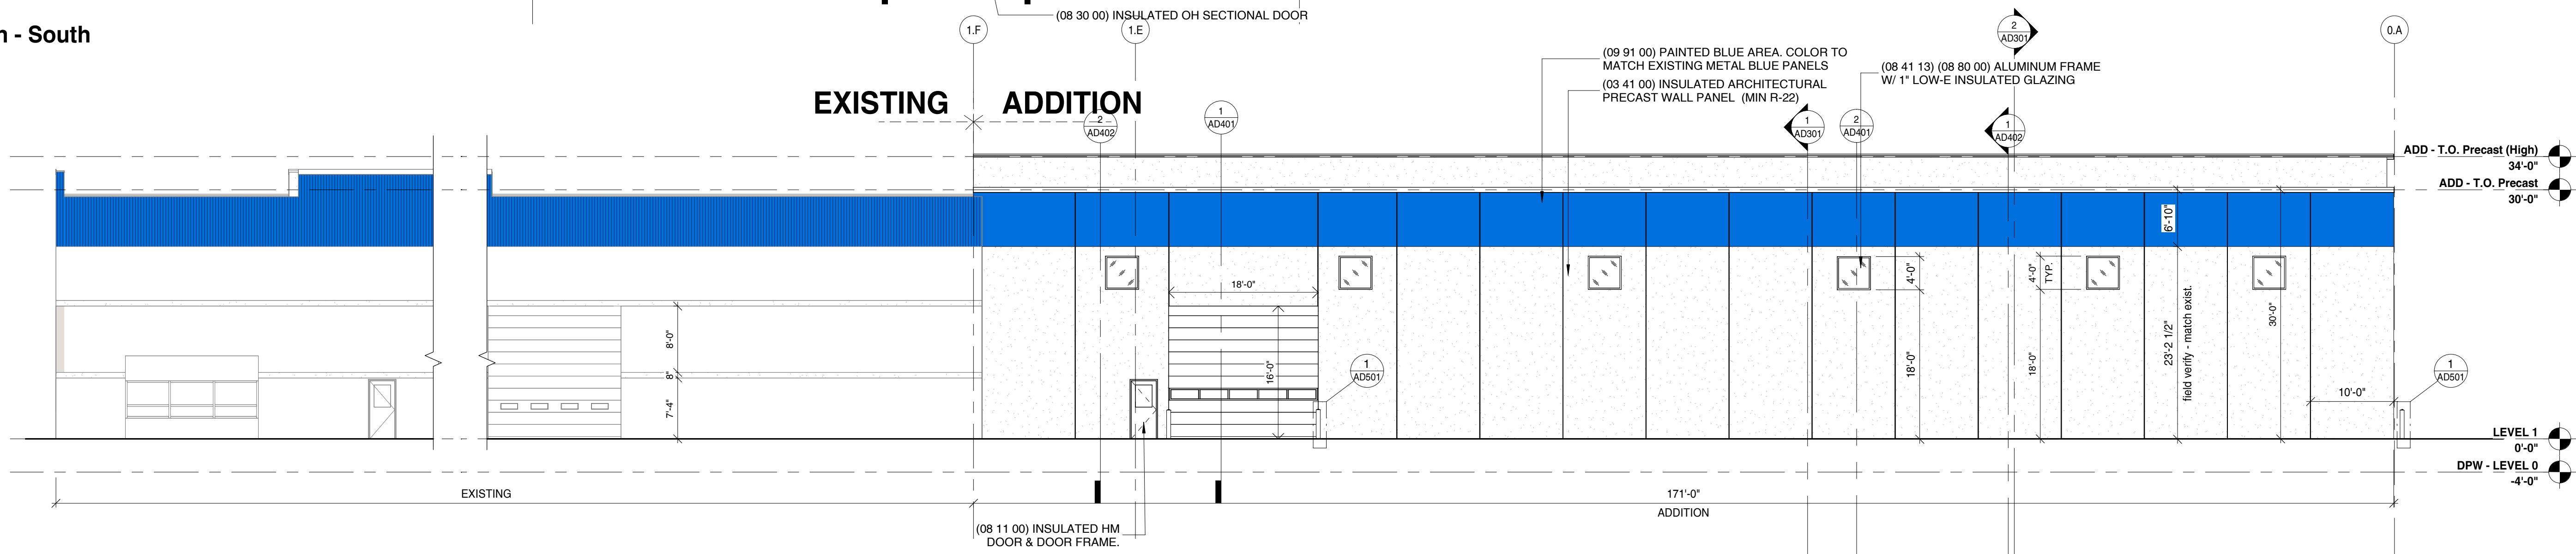 n - South
(08 30 00) INSULATED OH SECTIONAL DOOR
1.F
1.E
2
AD301
0.A
(09 91 00) PAINTED BLUE AREA. COLOR TO
MATCH EXISTING METAL BLUE PANELS
(03 41 00) INSULATED ARCHITECTURAL
PRECAST WALL PANEL (MIN R-22)
(08 41 13) (08 80 00) ALUMINUM FRAME
W/ 1" LOW-E INSULATED GLAZING
EXISTING
ADDITION
2
AD402
1
AD401
1
AD301
2
AD401
1
AD402
ADD - T.O. Precast (High)
34'-0"
ADD - T.O. Precast
30'-0"
6'-10"
18'-0"
4'-0"
4'-0"
TYP.
8'-0"
8"
7'-4"
16'-0"
1
AD501
18'-0"
18'-0"
23'-2 1/2"
field verify - match exist.
30'-0"
10'-0"
1
AD501
LEVEL 1
0'-0"
DPW - LEVEL 0
-4'-0"
EXISTING
171'-0"
ADDITION
(08 11 00) INSULATED HM
DOOR & DOOR FRAME.